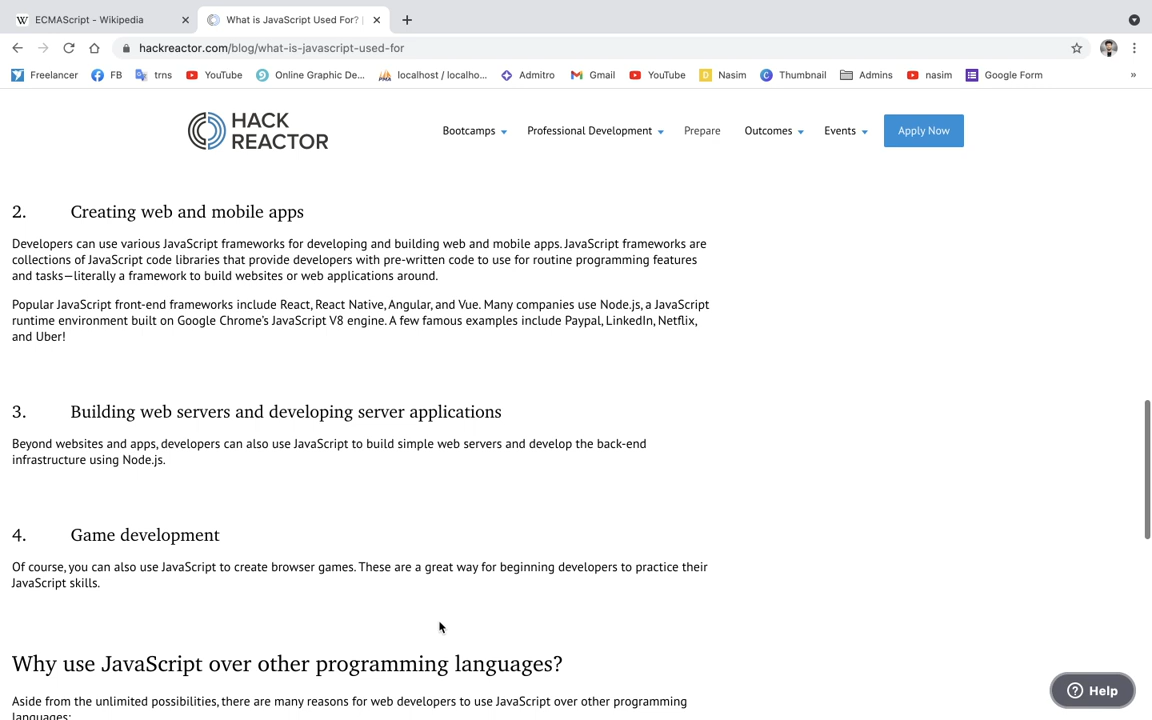 W ECMAScript - Wikipedia
What is JavaScript Used For? |
hackreactor.com/blog/what-is-javascript-used-for
Freelancer FB trns YouTube Online Graphic De... localhost / localho... Admitro Gmail YouTube D Nasim Thumbnail Admins nasim Google Form »
HACK
REACTOR
Bootcamps Professional Development Prepare Outcomes Events Apply Now
2. Creating web and mobile apps
Developers can use various JavaScript frameworks for developing and building web and mobile apps. JavaScript frameworks are
collections of JavaScript code libraries that provide developers with pre-written code to use for routine programming features
and tasks—literally a framework to build websites or web applications around.
Popular JavaScript front-end frameworks include React, React Native, Angular, and Vue. Many companies use Node.js, a JavaScript
runtime environment built on Google Chrome's JavaScript V8 engine. A few famous examples include Paypal, LinkedIn, Netflix,
and Uber!
3. Building web servers and developing server applications
Beyond websites and apps, developers can also use JavaScript to build simple web servers and develop the back-end
infrastructure using Node.js.
4. Game development
Of course, you can also use JavaScript to create browser games. These are a great way for beginning developers to practice their
JavaScript skills.
Why use JavaScript over other programming languages?
Aside from the unlimited possibilities, there are many reasons for web developers to use JavaScript over other programming
languages:
? Help